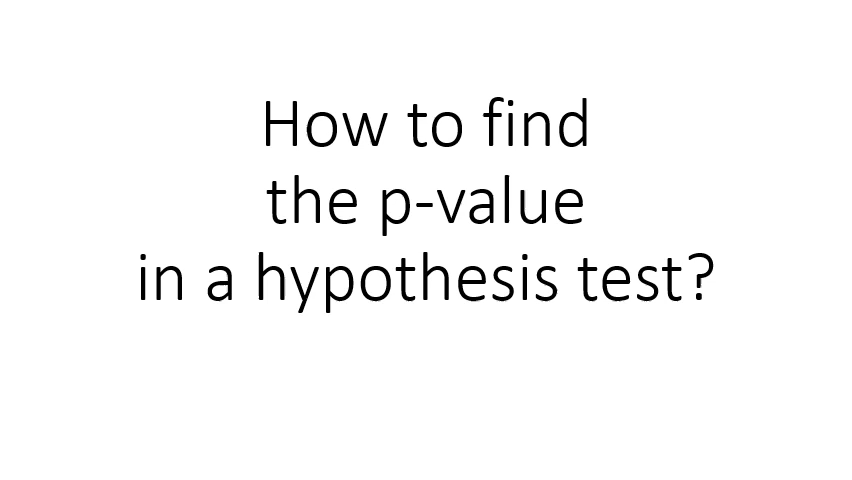 How to find
the p-value
in a hypothesis test?